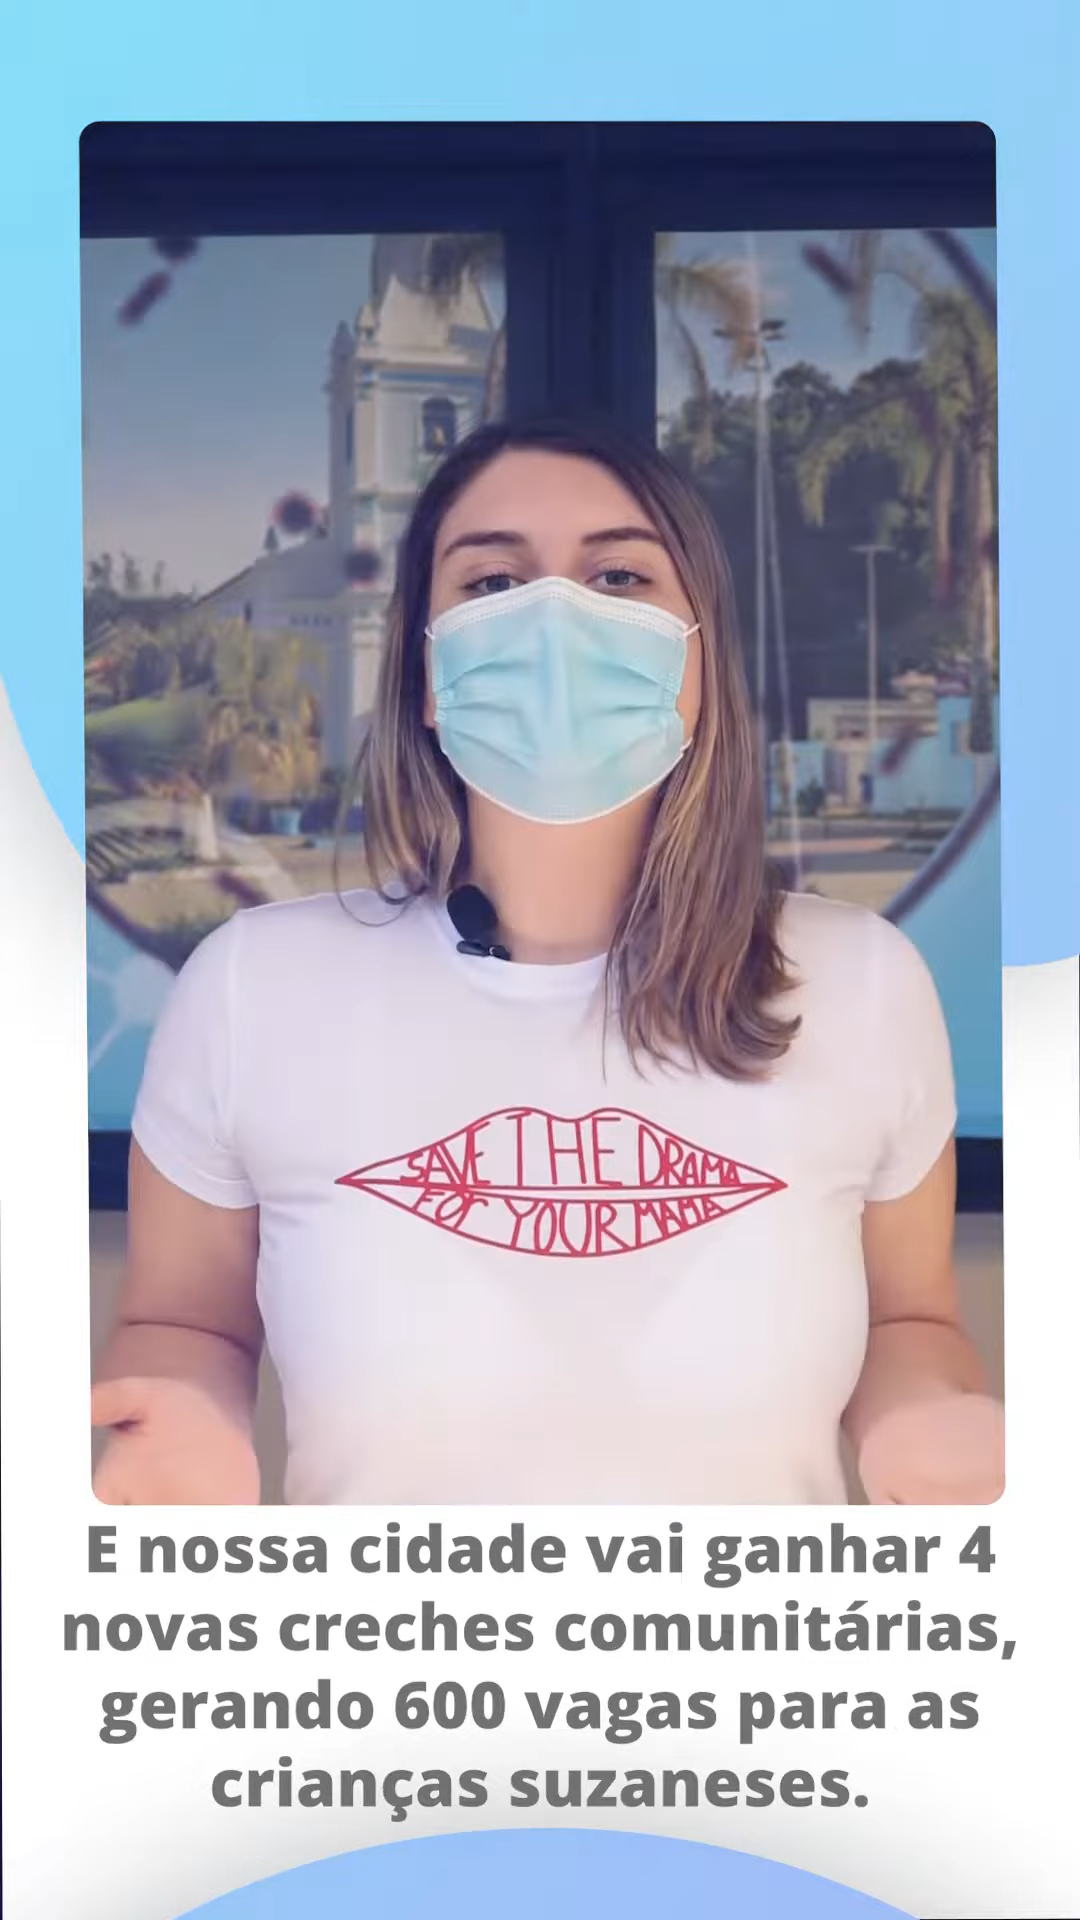 SAVE THE DRAMA
FOR YOUR MAMA
E nossa cidade vai ganhar 4
novas creches comunitárias,
gerando 600 vagas para as
crianças suzaneses.